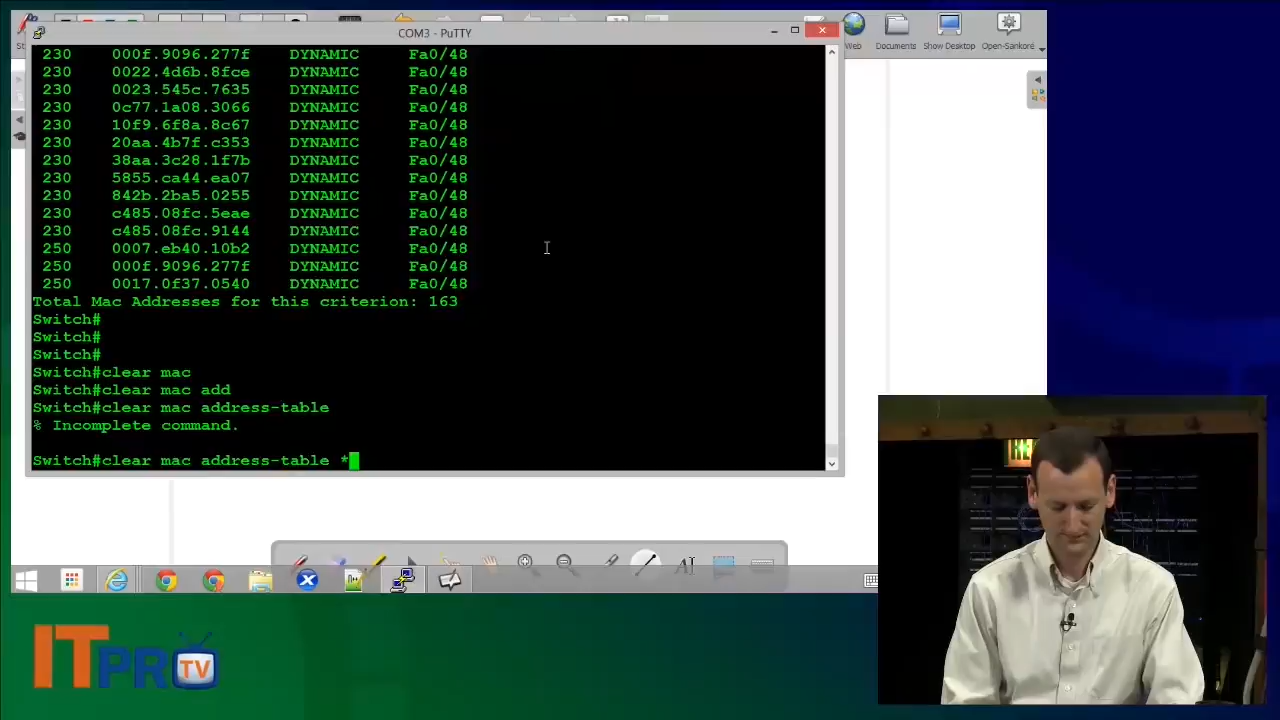 COM3 - PuTTY
Web
Documents
Show Desktop
Open-Sankoré
230 000f.9096.277f DYNAMIC Fa0/48
230 0022.4d6b.8fce DYNAMIC Fa0/48
230 0023.545c.7635 DYNAMIC Fa0/48
230 0c77.1a08.3066 DYNAMIC Fa0/48
230 10f9.6f8a.8c67 DYNAMIC Fa0/48
230 20aa.4b7f.c353 DYNAMIC Fa0/48
230 38aa.3c28.1f7b DYNAMIC Fa0/48
230 5855.ca44.ea07 DYNAMIC Fa0/48
230 842b.2ba5.0255 DYNAMIC Fa0/48
230 c485.08fc.5eae DYNAMIC Fa0/48
230 c485.08fc.9144 DYNAMIC Fa0/48
250 0007.eb40.10b2 DYNAMIC Fa0/48
250 000f.9096.277f DYNAMIC Fa0/48
250 0017.0f37.0540 DYNAMIC Fa0/48
Total Mac Addresses for this criterion: 163
Switch#
Switch#
Switch#
Switch#clear mac
Switch#clear mac add
Switch#clear mac address-table
% Incomplete command.
Switch#clear mac address-table *
ITPRO TV